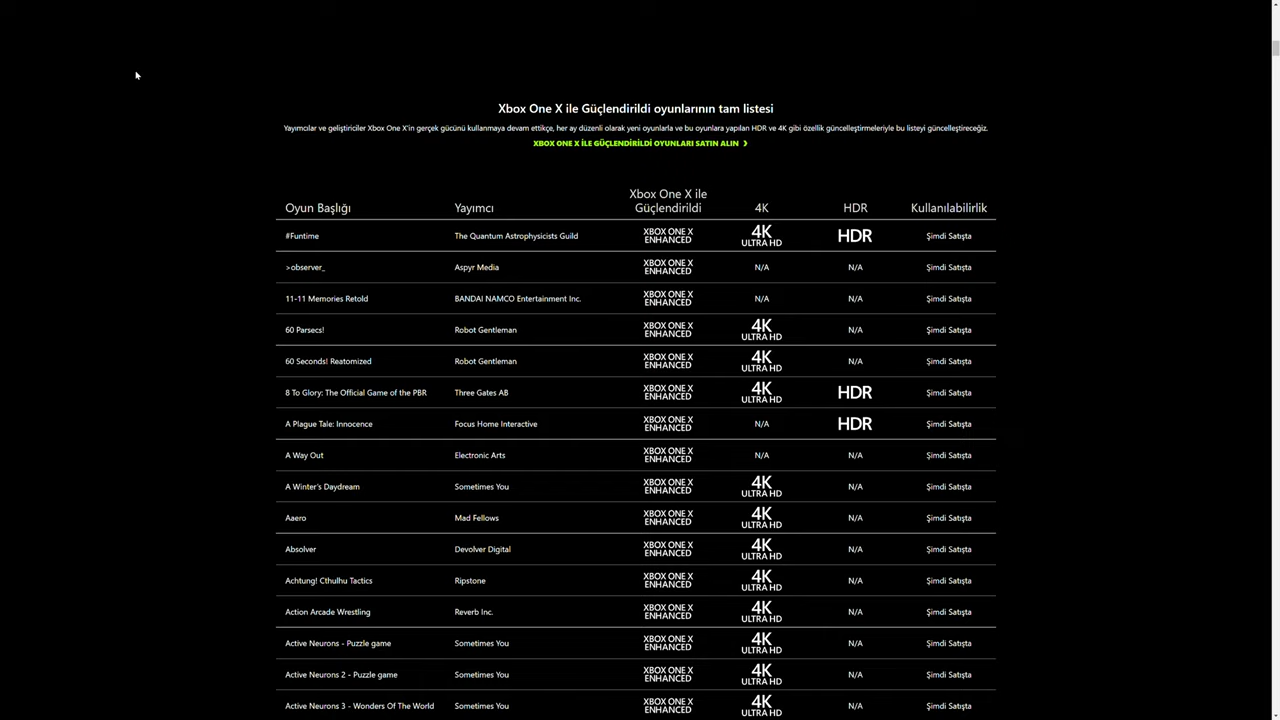 Xbox One X ile Güçlendirildi oyunlarının tam listesi
Yayımcılar ve geliştiriciler Xbox One X'in gerçek gücünü kullanmaya devam ettikçe, her ay düzenli olarak yeni oyunlarla ve bu oyunlara yapılan HDR ve 4K gibi özellik güncelleştirmeleriyle bu listeyi güncelleştireceğiz.
XBOX ONE X İLE GÜÇLENDİRİLDİ OYUNLARI SATIN ALIN ❯
Oyun Başlığı Yayımcı Xbox One X ile Güçlendirildi 4K HDR Kullanılabilirlik
#Funtime The Quantum Astrophysicists Guild XBOX ONE X ENHANCED 4K ULTRA HD HDR Şimdi Satışta
>observer_ Aspyr Media XBOX ONE X ENHANCED N/A N/A Şimdi Satışta
11-11 Memories Retold BANDAI NAMCO Entertainment Inc. XBOX ONE X ENHANCED N/A N/A Şimdi Satışta
60 Parsecs! Robot Gentleman XBOX ONE X ENHANCED 4K ULTRA HD N/A Şimdi Satışta
60 Seconds! Reatomized Robot Gentleman XBOX ONE X ENHANCED 4K ULTRA HD N/A Şimdi Satışta
8 To Glory: The Official Game of the PBR Three Gates AB XBOX ONE X ENHANCED 4K ULTRA HD HDR Şimdi Satışta
A Plague Tale: Innocence Focus Home Interactive XBOX ONE X ENHANCED N/A HDR Şimdi Satışta
A Way Out Electronic Arts XBOX ONE X ENHANCED N/A N/A Şimdi Satışta
A Winter's Daydream Sometimes You XBOX ONE X ENHANCED 4K ULTRA HD N/A Şimdi Satışta
Aaero Mad Fellows XBOX ONE X ENHANCED 4K ULTRA HD N/A Şimdi Satışta
Absolver Devolver Digital XBOX ONE X ENHANCED 4K ULTRA HD N/A Şimdi Satışta
Achtung! Cthulhu Tactics Ripstone XBOX ONE X ENHANCED 4K ULTRA HD N/A Şimdi Satışta
Action Arcade Wrestling Reverb Inc. XBOX ONE X ENHANCED 4K ULTRA HD N/A Şimdi Satışta
Active Neurons - Puzzle game Sometimes You XBOX ONE X ENHANCED 4K ULTRA HD N/A Şimdi Satışta
Active Neurons 2 - Puzzle game Sometimes You XBOX ONE X ENHANCED 4K ULTRA HD N/A Şimdi Satışta
Active Neurons 3 - Wonders Of The World Sometimes You XBOX ONE X ENHANCED 4K ULTRA HD N/A Şimdi Satışta